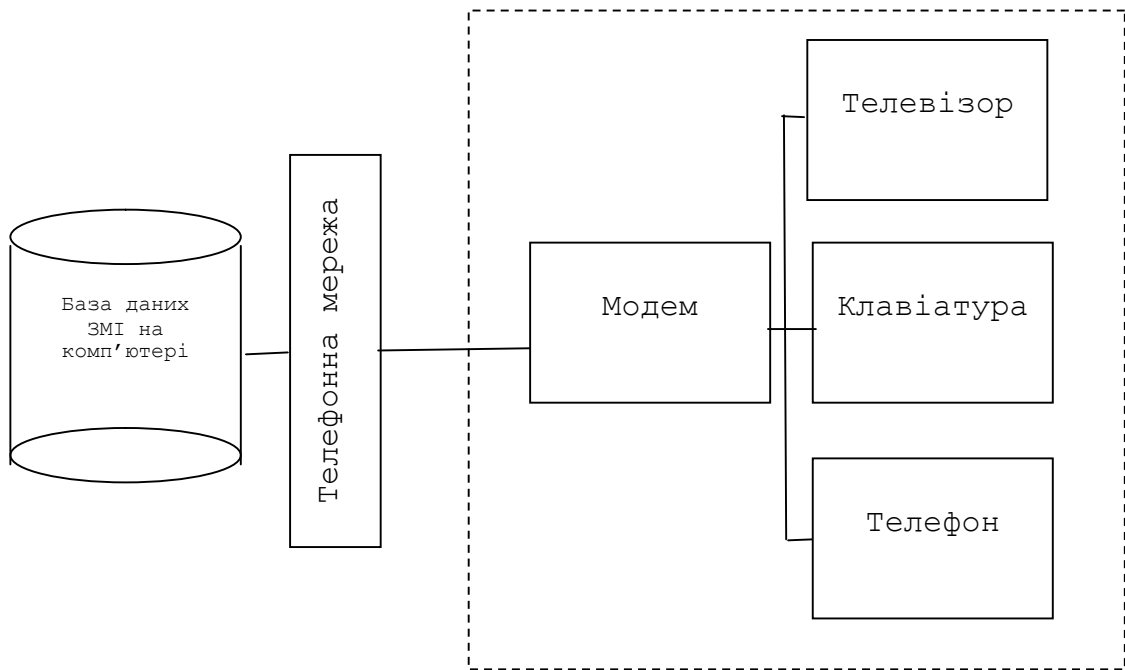 База даних
ЗМІ на
комп’ютері
Телефонна мережа
Модем
Телевізор
Клавіатура
Телефон